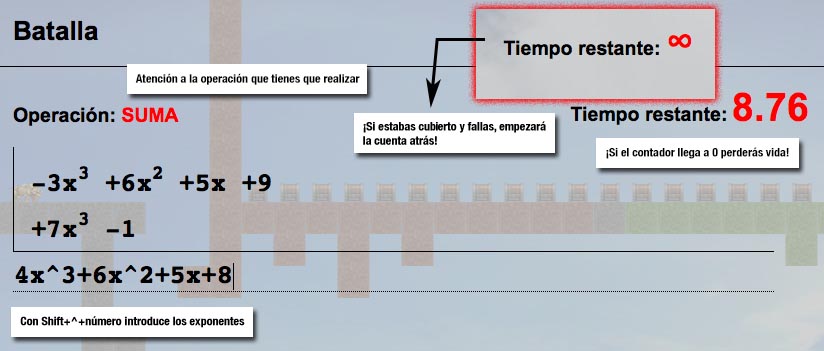 Batalla
Tiempo restante: ∞
Atención a la operación que tienes que realizar
Operación: SUMA
Tiempo restante: 8.76
¡Si estabas cubierto y fallas, empezará
la cuenta atrás!
¡Si el contador llega a 0 perderás vida!
-3x³ +6x² +5x +9
+7x³ -1
4x^3+6x^2+5x+8
Con Shift+^+número introduce los exponentes